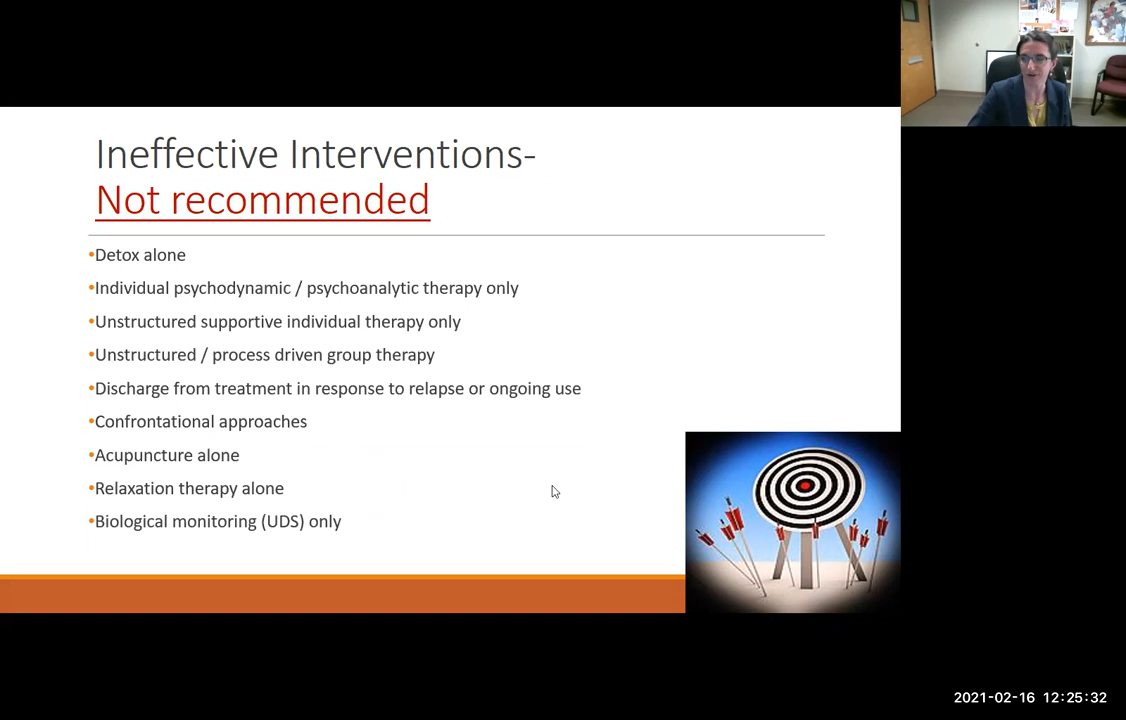 Ineffective Interventions-
Not recommended
•Detox alone
•Individual psychodynamic / psychoanalytic therapy only
•Unstructured supportive individual therapy only
•Unstructured / process driven group therapy
•Discharge from treatment in response to relapse or ongoing use
•Confrontational approaches
•Acupuncture alone
•Relaxation therapy alone
•Biological monitoring (UDS) only
2021-02-16 12:25:32